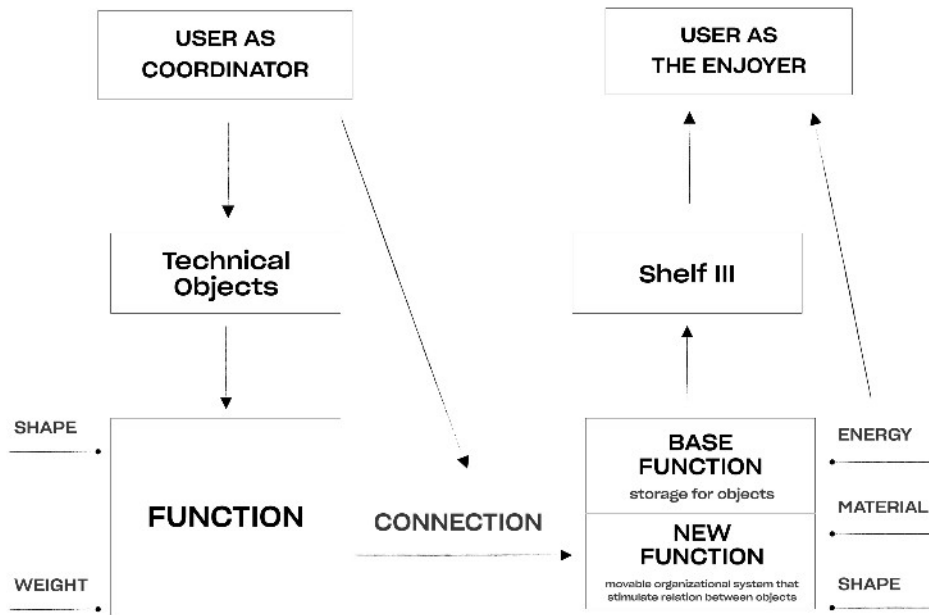 USER AS
COORDINATOR
USER AS
THE ENJOYER
Technical
Objects
Shelf III
SHAPE
WEIGHT
FUNCTION
CONNECTION
BASE
FUNCTION
storage for objects
NEW
FUNCTION
movable organizational system that
stimulate relation between objects
ENERGY
MATERIAL
SHAPE